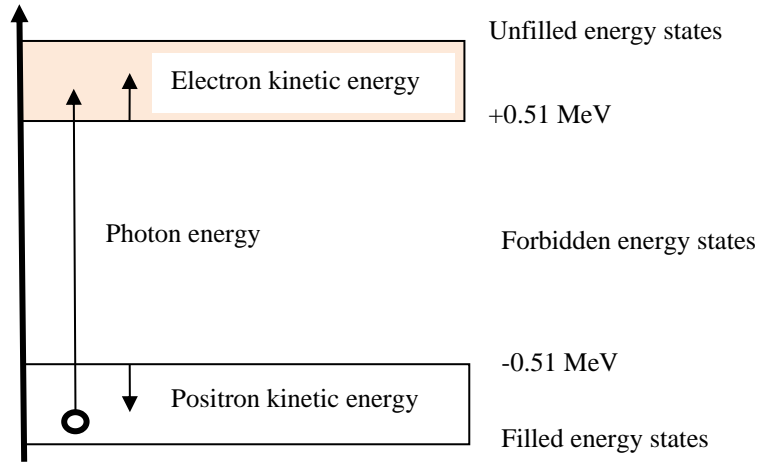 Unfilled energy states
Electron kinetic energy
+0.51 MeV
Photon energy
Forbidden energy states
-0.51 MeV
Positron kinetic energy
Filled energy states